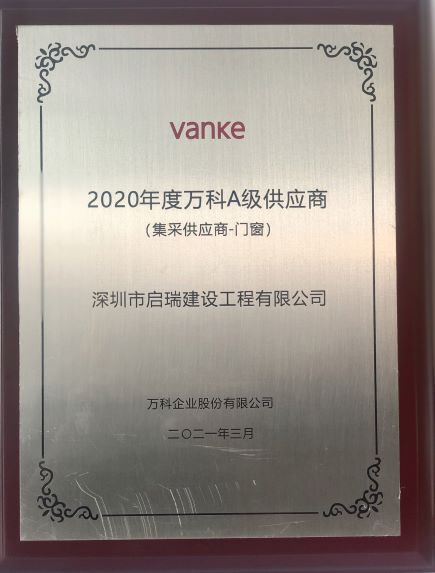 vanke
2020年度万科A级供应商
（集采供应商-门窗）
深圳市启瑞建设工程有限公司
万科企业股份有限公司
二〇二一年三月